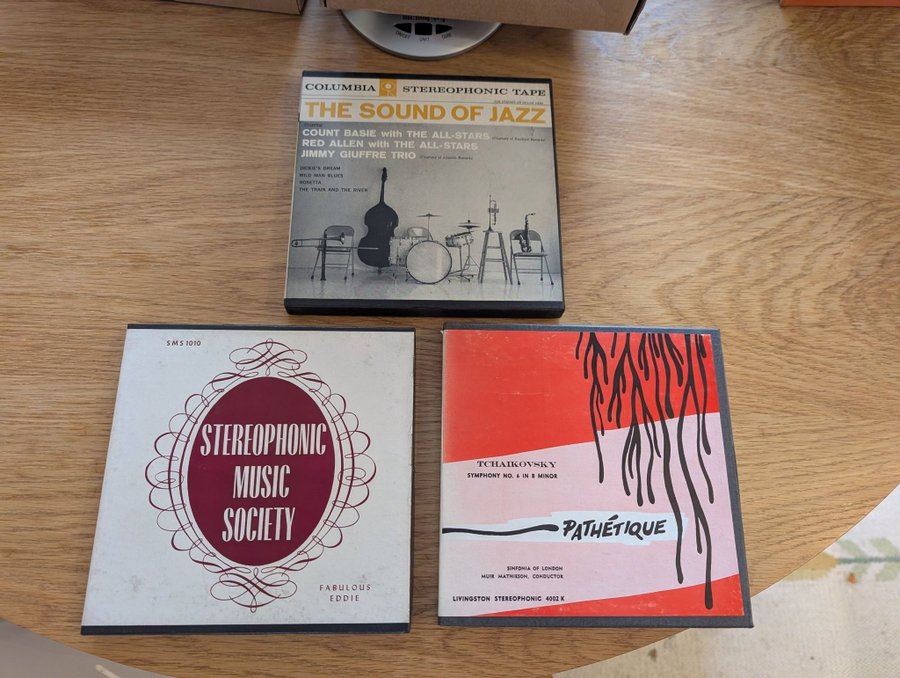 COLUMBIA STEREOPHONIC TAPE
THE SOUND OF JAZZ
COUNT BASIE with THE ALL-STARS
RED ALLEN with THE ALL-STARS
JIMMY GIUFFRE TRIO
DICKIE'S DREAM
WILD MAN BLUES
ROSETTA
THE TRAIN AND THE RIVER
SMS 1010
STEREOPHONIC
MUSIC
SOCIETY
FABULOUS
EDDIE
TCHAIKOVSKY
SYMPHONY NO. 6 IN B MINOR
PATHÉTIQUE
SINFONIA OF LONDON
MUIR MATHIESON, CONDUCTOR
LIVINGSTON STEREOPHONIC 4002 K